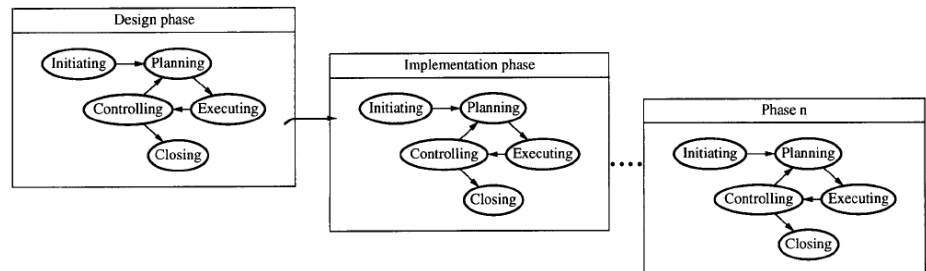 Design phase
Initiating
Planning
Controlling
Executing
Closing
Implementation phase
Initiating
Planning
Controlling
Executing
Closing
Phase n
Initiating
Planning
Controlling
Executing
Closing